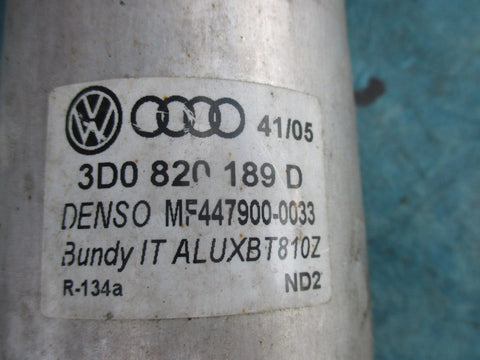 41/05
3D0 820 189 D
DENSO MF447900-0033
Bundy IT ALUXBT810Z
R-134a ND2